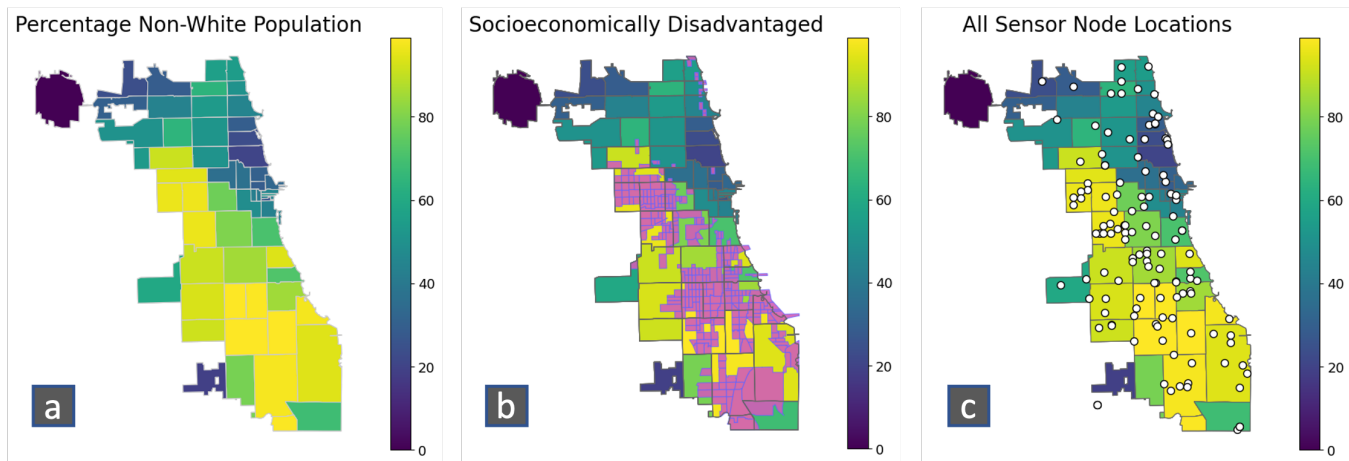 Percentage Non-White Population
80
60
40
20
0
a
Socioeconomically Disadvantaged
80
60
40
20
0
b
All Sensor Node Locations
80
60
40
20
0
c